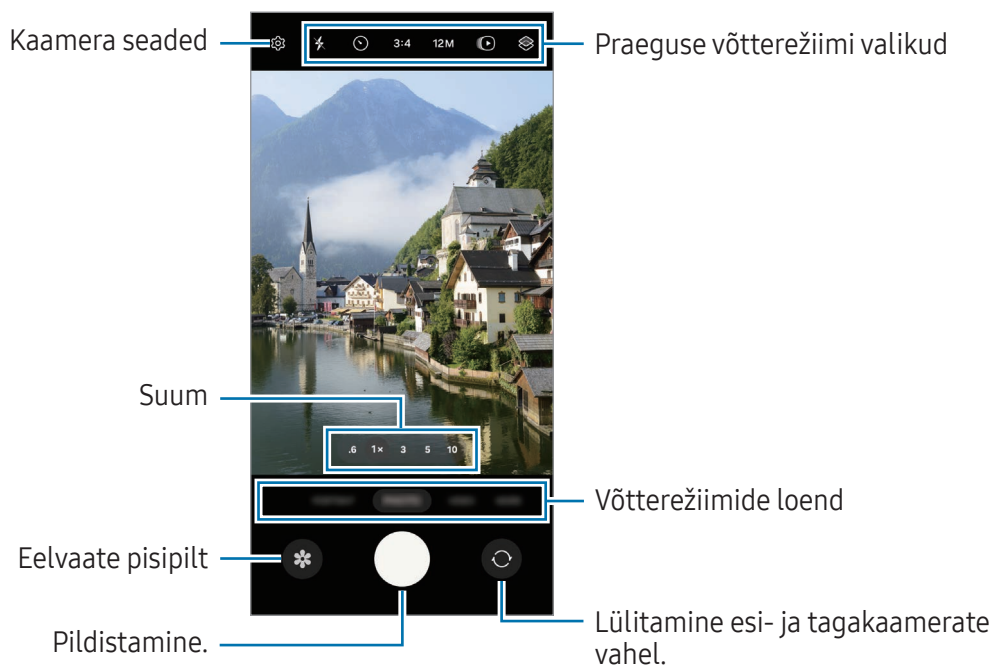 Kaamera seaded
3:4
12M
Praeguse võtterežiimi valikud
Suum
.6 1× 3 5 10
Võtterežiimide loend
Eelvaate pisipilt
Pildistamine.
Lülitamine esi- ja tagakaamerate
vahel.